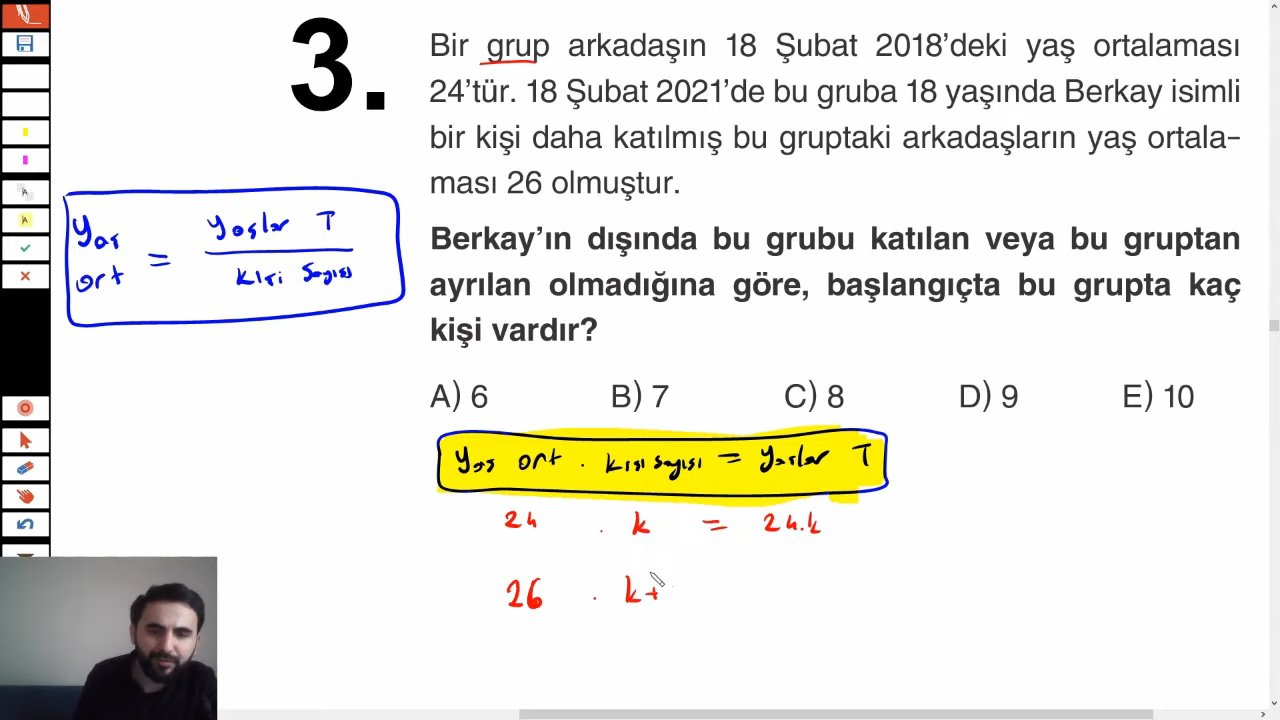 3.
Bir grup arkadaşın 18 Şubat 2018'deki yaş ortalaması
24'tür. 18 Şubat 2021'de bu gruba 18 yaşında Berkay isimli
bir kişi daha katılmış bu gruptaki arkadaşların yaş ortala-
ması 26 olmuştur.
Berkay'ın dışında bu grubu katılan veya bu gruptan
ayrılan olmadığına göre, başlangıçta bu grupta kaç
kişi vardır?
A) 6 B) 7 C) 8 D) 9 E) 10
Yaş ort = yaşlar T / kişi sayısı
Yaş ort . kişi sayısı = yaşlar T
24 . k = 24.k
26 . k+